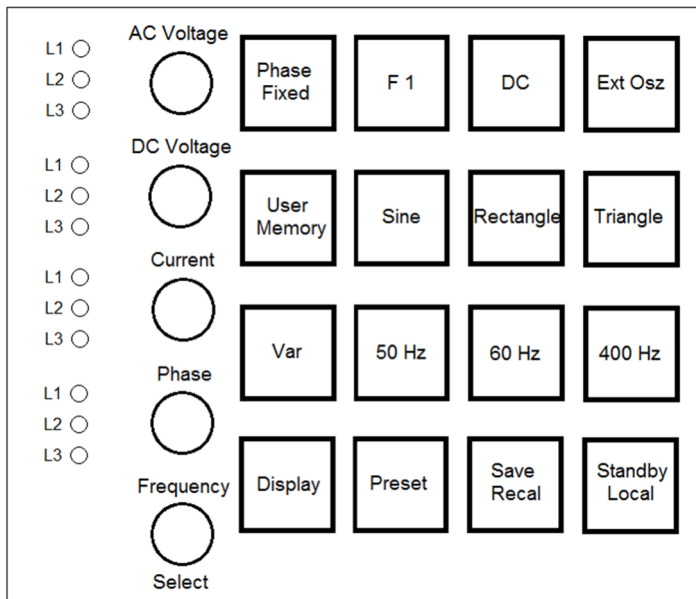 AC Voltage
L1
L2
L3
Phase
Fixed
F 1
DC
Ext Osz
DC Voltage
L1
L2
L3
User
Memory
Sine
Rectangle
Triangle
Current
L1
L2
L3
Var
50 Hz
60 Hz
400 Hz
Phase
L1
L2
L3
Frequency
Display
Preset
Save
Recal
Standby
Local
Select